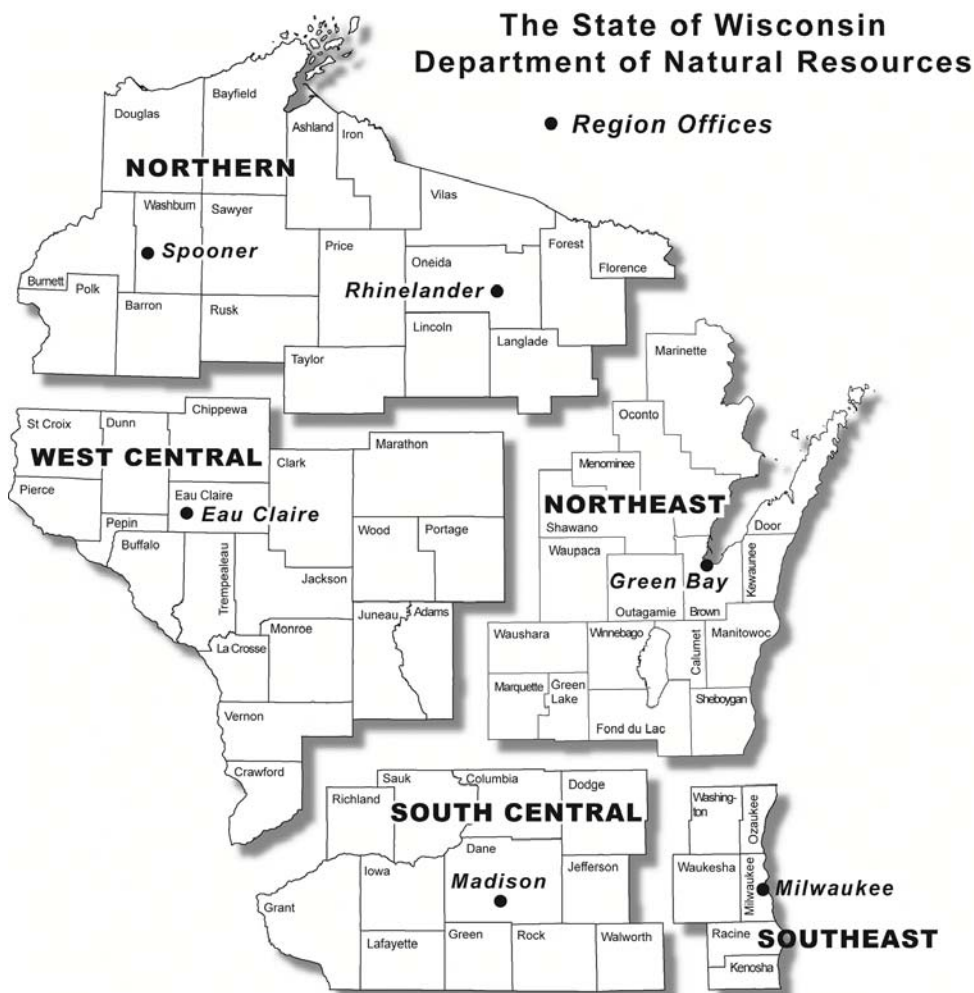 The State of Wisconsin
Department of Natural Resources
Region Offices
Bayfield
Douglas
Ashland
Iron
NORTHERN
Vilas
Washburn
Sawyer
Price
Forest
Spooner
Oneida
Florence
Burnett
Polk
Rhinelander
Barron
Rusk
Lincoln
Langlade
Taylor
Marinette
Chippewa
St Croix
Dunn
Oconto
Marathon
WEST CENTRAL
Clark
Menominee
Pierce
Eau Claire
NORTHEAST
Eau Claire
Pepin
Wood
Portage
Shawano
Door
Buffalo
Waupaca
Trempealeau
Jackson
Green Bay
Kewaunee
Juneau
Adams
Outagamie
Brown
Monroe
Waushara
Winnebago
Calumet
Manitowoc
La Crosse
Marquette
Green
Lake
Sheboygan
Vernon
Fond du Lac
Crawford
Sauk
Columbia
Dodge
Richland
Washing-
ton
Ozaukee
SOUTH CENTRAL
Dane
Iowa
Jefferson
Waukesha
Milwaukee
Madison
Milwaukee
Grant
Lafayette
Green
Rock
Walworth
Racine
SOUTHEAST
Kenosha